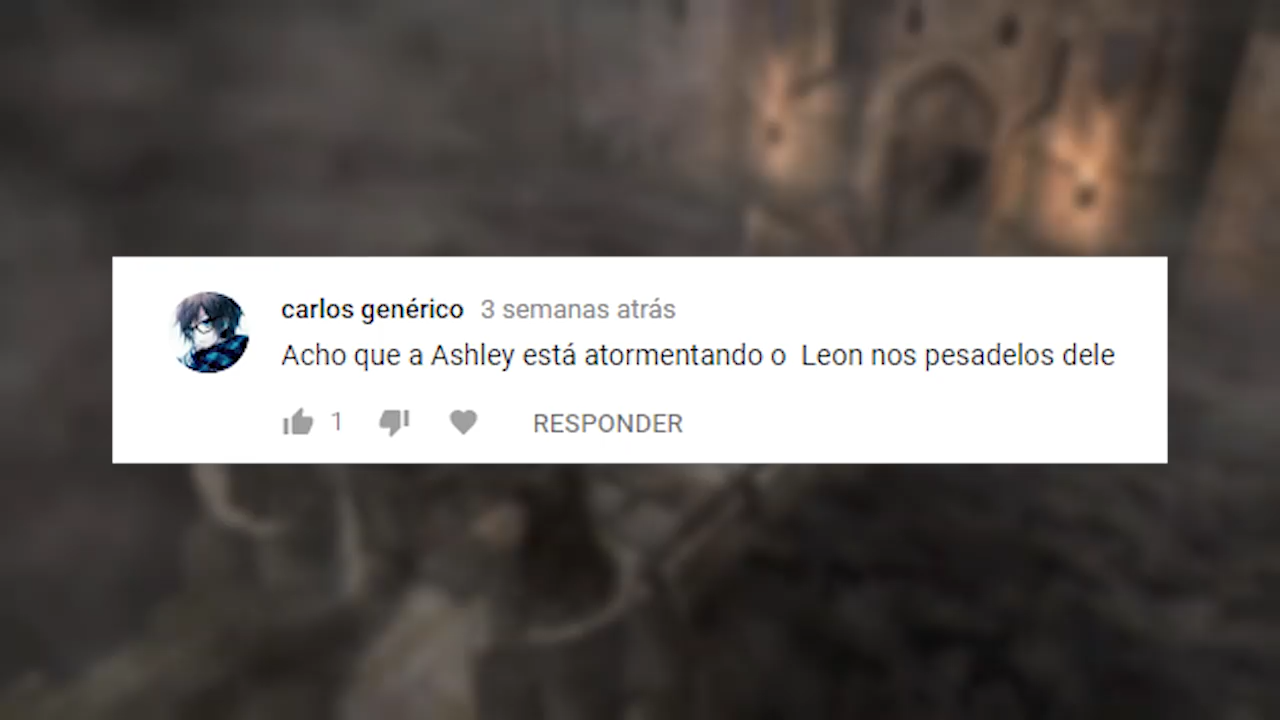 carlos genérico 3 semanas atrás
Acho que a Ashley está atormentando o  Leon nos pesadelos dele
1 RESPONDER